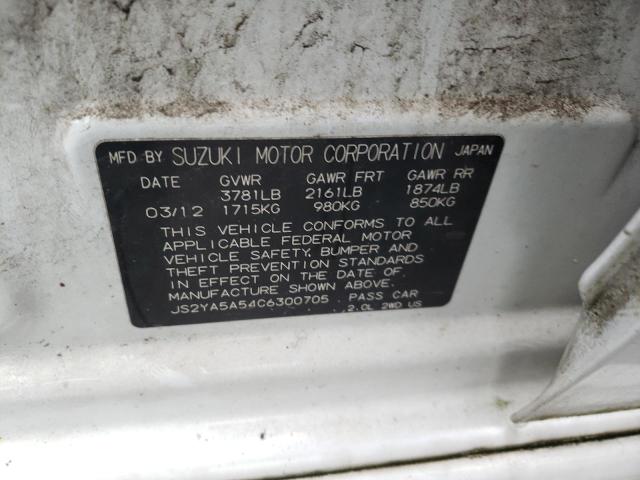 MFD BY SUZUKI MOTOR CORPORATION JAPAN
DATE GVWR GAWR FRT GAWR RR
3781LB 2161LB 1874LB
03/12 1715KG 980KG 850KG
THIS VEHICLE CONFORMS TO ALL
APPLICABLE FEDERAL MOTOR
VEHICLE SAFETY, BUMPER AND
THEFT PREVENTION STANDARDS
IN EFFECT ON THE DATE OF
MANUFACTURE SHOWN ABOVE.
JS2YA5A54C6300705 PASS CAR
2.0L 2WD US